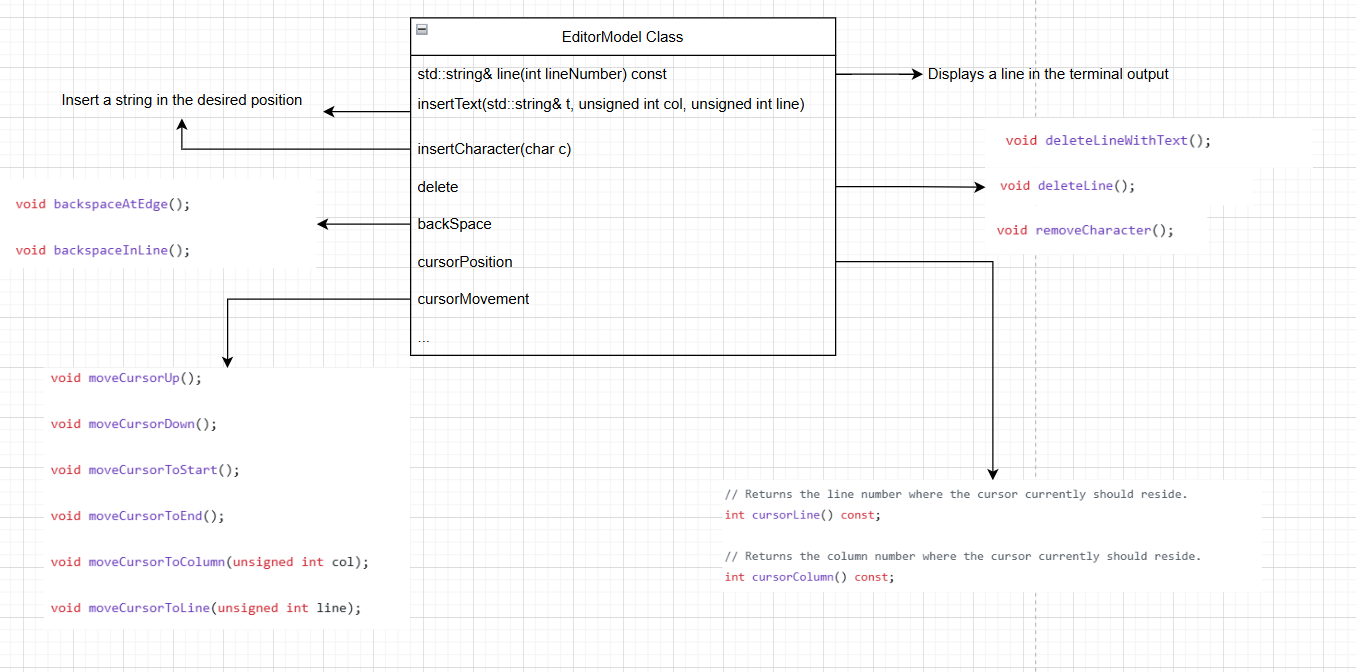 EditorModel Class
std::string& line(int lineNumber) const
Displays a line in the terminal output
Insert a string in the desired position
insertText(std::string& t, unsigned int col, unsigned int line)
insertCharacter(char c)
void deleteLineWithText();
delete
void deleteLine();
void backspaceAtEdge();
backSpace
void removeCharacter();
void backspaceInLine();
cursorPosition
cursorMovement
...
void moveCursorUp();
void moveCursorDown();
void moveCursorToStart();
void moveCursorToEnd();
void moveCursorToColumn(unsigned int col);
void moveCursorToLine(unsigned int line);
// Returns the line number where the cursor currently should reside.
int cursorLine() const;
// Returns the column number where the cursor currently should reside.
int cursorColumn() const;